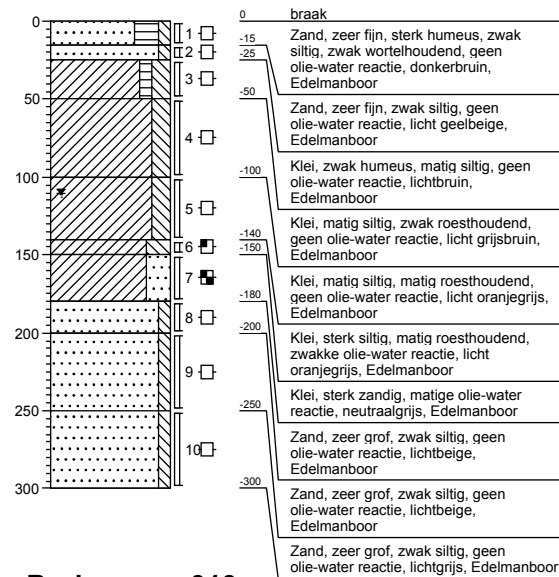 0
50
100
150
200
250
300
1
2
3
4
5
6
7
8
9
10
0
braak
-15
Zand, zeer fijn, sterk humeus, zwak
siltig, zwak wortelhoudend, geen
olie-water reactie, donkerbruin,
Edelmanboor
-25
Zand, zeer fijn, zwak siltig, geen
olie-water reactie, licht geelbeige,
Edelmanboor
-50
Klei, zwak humeus, matig siltig, geen
olie-water reactie, lichtbruin,
Edelmanboor
-100
Klei, matig siltig, zwak roesthoudend,
geen olie-water reactie, licht grijsbruin,
Edelmanboor
-140
Klei, matig siltig, matig roesthoudend,
geen olie-water reactie, licht oranjegrijs,
Edelmanboor
-150
Klei, sterk siltig, matig roesthoudend,
zwakke olie-water reactie, licht
oranjegrijs, Edelmanboor
-180
Klei, sterk zandig, matige olie-water
reactie, neutraalgrijs, Edelmanboor
-200
Zand, zeer grof, zwak siltig, geen
olie-water reactie, lichtbeige,
Edelmanboor
-250
Zand, zeer grof, zwak siltig, geen
olie-water reactie, lichtbeige,
Edelmanboor
-300
Zand, zeer grof, zwak siltig, geen
olie-water reactie, lichtgrijs, Edelmanboor